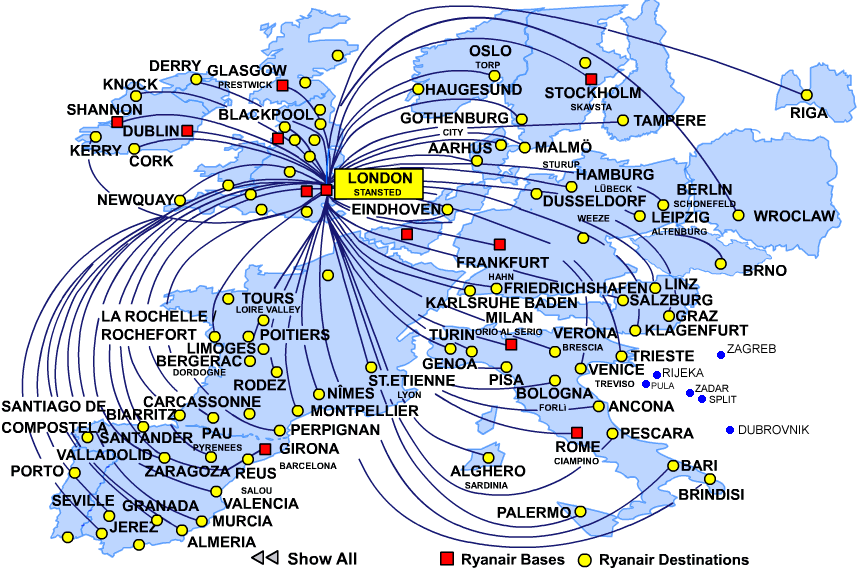 OSLO
TORP
DERRY
GLASGOW
PRESTWICK
KNOCK
HAUGESUND
STOCKHOLM
SKAVSTA
SHANNON
BLACKPOOL
RIGA
GOTHENBURG
CITY
TAMPERE
DUBLIN
KERRY
CORK
AARHUS
MALMÖ
STURUP
LONDON
STANSTED
HAMBURG
LÜBECK
BERLIN
SCHONEFELD
NEWQUAY
EINDHOVEN
DUSSELDORF
WEEZE
LEIPZIG
ALTENBURG
WROCLAW
FRANKFURT
HAHN
BRNO
TOURS
LOIRE VALLEY
FRIEDRICHSHAFEN
LINZ
KARLSRUHE BADEN
SALZBURG
LA ROCHELLE
GRAZ
ROCHEFORT
POITIERS
MILAN
ORIO AL SERIO
KLAGENFURT
TURIN
VERONA
BRESCIA
LIMOGES
BERGERAC
DORDOGNE
GENOA
TRIESTE
ZAGREB
RODEZ
ST.ETIENNE
LYON
PISA
VENICE
TREVISO
RIJEKA
PULA
NÎMES
BOLOGNA
FORLì
ZADAR
SPLIT
SANTIAGO DE
COMPOSTELA
BIARRITZ
CARCASSONNE
MONTPELLIER
ANCONA
SANTANDER
PAU
PYRENEES
PERPIGNAN
PESCARA
DUBROVNIK
VALLADOLID
GIRONA
BARCELONA
ROME
CIAMPINO
PORTO
ZARAGOZA
REUS
SALOU
ALGHERO
SARDINIA
BARI
BRINDISI
SEVILLE
GRANADA
VALENCIA
PALERMO
JEREZ
MURCIA
ALMERIA
Show All
Ryanair Bases
Ryanair Destinations